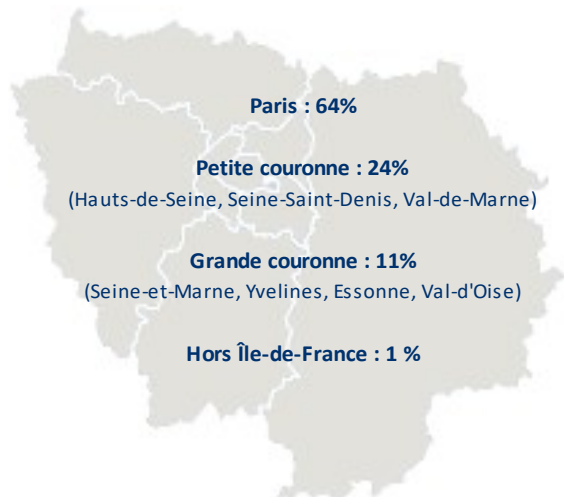 Paris : 64%
Petite couronne : 24%
(Hauts-de-Seine, Seine-Saint-Denis, Val-de-Marne)
Grande couronne : 11%
(Seine-et-Marne, Yvelines, Essonne, Val-d'Oise)
Hors Île-de-France : 1 %